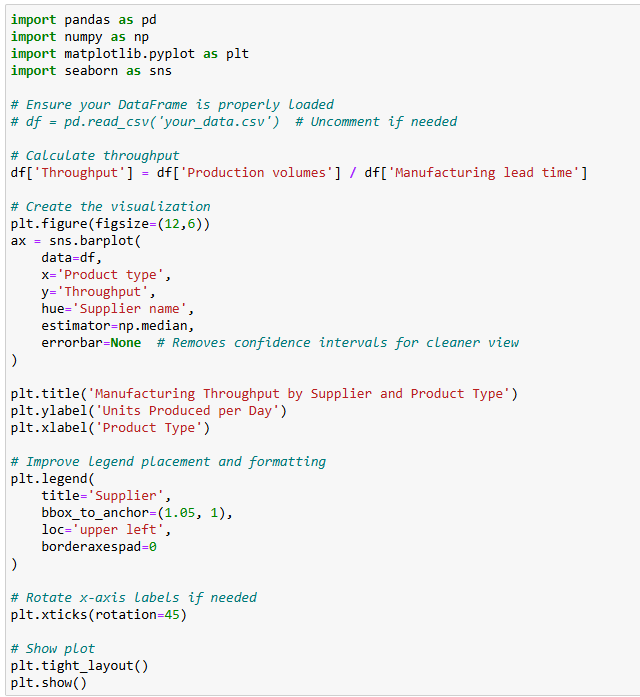 import pandas as pd
import numpy as np
import matplotlib.pyplot as plt
import seaborn as sns

# Ensure your DataFrame is properly loaded
# df = pd.read_csv('your_data.csv')  # Uncomment if needed

# Calculate throughput
df['Throughput'] = df['Production volumes'] / df['Manufacturing lead time']

# Create the visualization
plt.figure(figsize=(12,6))
ax = sns.barplot(
    data=df,
    x='Product type',
    y='Throughput',
    hue='Supplier name',
    estimator=np.median,
    errorbar=None  # Removes confidence intervals for cleaner view
)

plt.title('Manufacturing Throughput by Supplier and Product Type')
plt.ylabel('Units Produced per Day')
plt.xlabel('Product Type')

# Improve legend placement and formatting
plt.legend(
    title='Supplier',
    bbox_to_anchor=(1.05, 1),
    loc='upper left',
    borderaxespad=0
)

# Rotate x-axis labels if needed
plt.xticks(rotation=45)

# Show plot
plt.tight_layout()
plt.show()